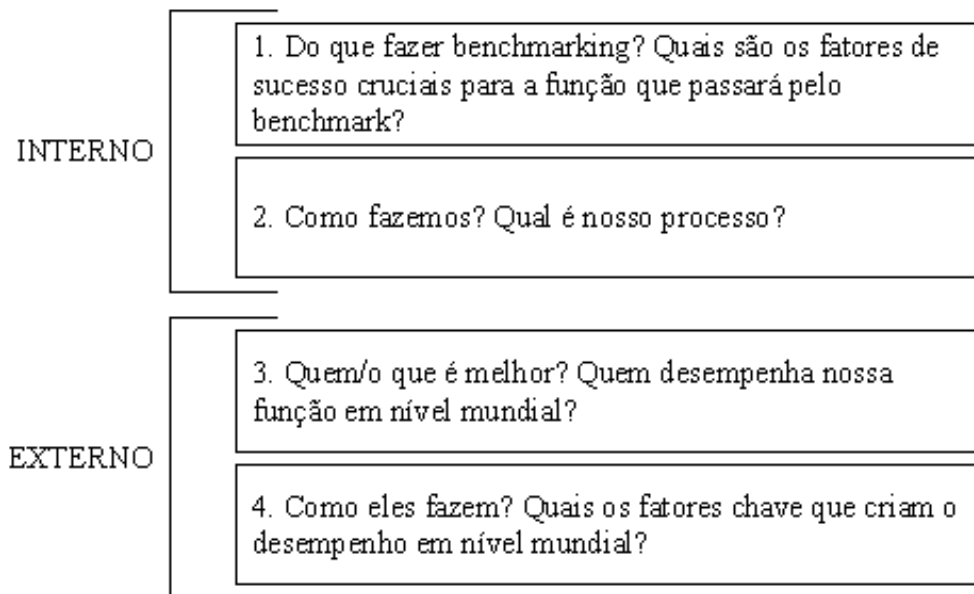 INTERNO
1. Do que fazer benchmarking? Quais são os fatores de
sucesso cruciais para a função que passará pelo
benchmark?
2. Como fazemos? Qual é nosso processo?
EXTERNO
3. Quem/o que é melhor? Quem desempenha nossa
função em nível mundial?
4. Como eles fazem? Quais os fatores chave que criam o
desempenho em nível mundial?